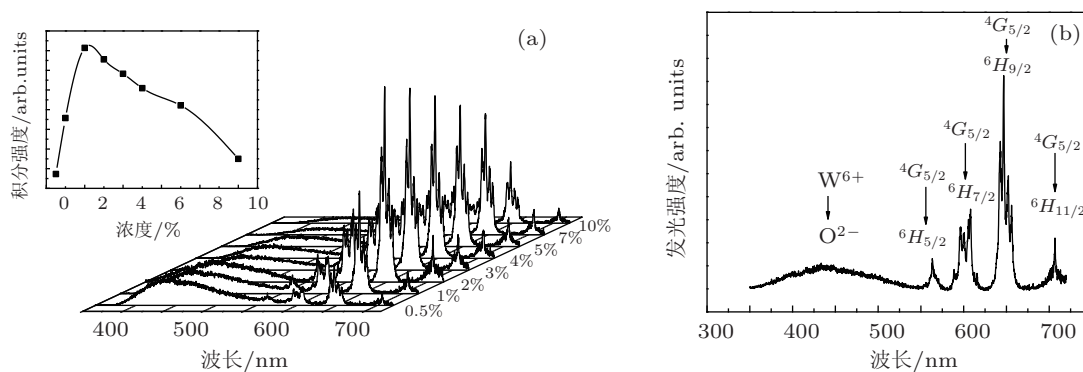 (a)
积分强度/arb.units
0 2 4 6 8 10
浓度/%
0.5%
1%
2%
3%
4%
5%
7%
10%
400 500 600 700
波长/nm
(b)
发光强度/arb. units
W⁶⁺
O²⁻
⁴G₅/₂
⁶H₅/₂
⁴G₅/₂
⁶H₇/₂
⁴G₅/₂
⁶H₉/₂
⁴G₅/₂
⁶H₁₁/₂
300 400 500 600 700
波长/nm